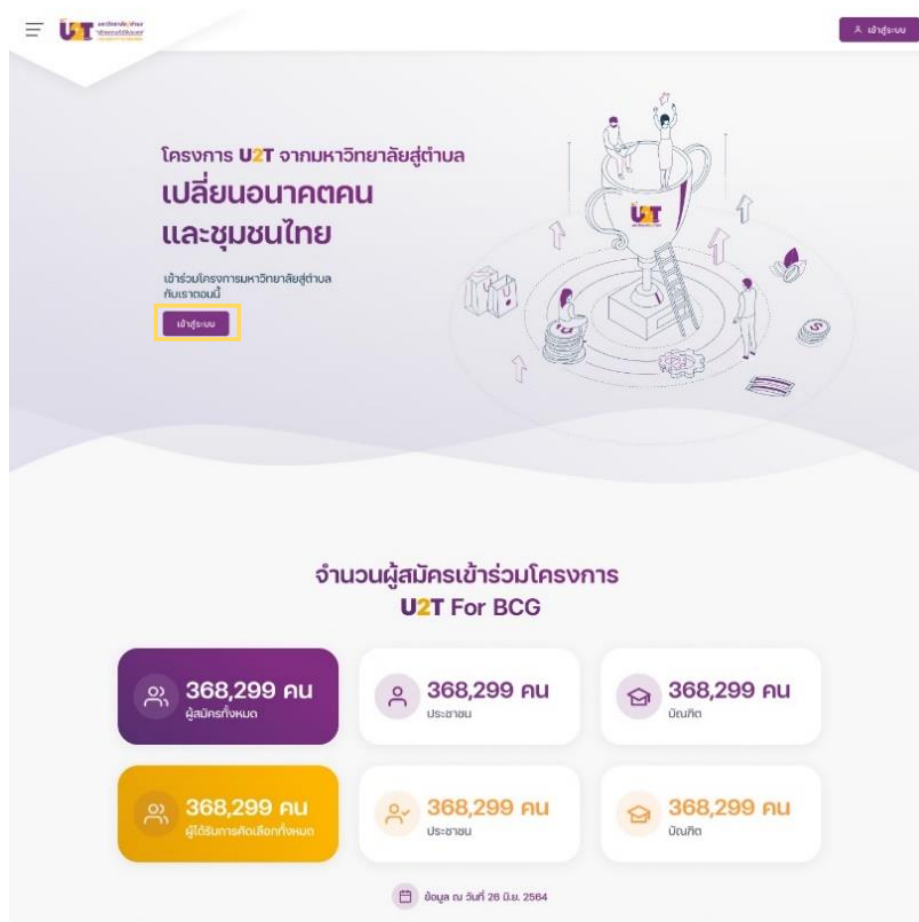 U2T
เข้าสู่ระบบ
โครงการ U2T จากมหาวิทยาลัยสู่ตำบล
เปลี่ยนอนาคตคน
และชุมชนไทย
เข้าร่วมโครงการมหาวิทยาลัยสู่ตำบล
กับเราตอนนี้
เข้าสู่ระบบ
U2T
จำนวนผู้สมัครเข้าร่วมโครงการ
U2T For BCG
368,299 คน
ผู้สมัครทั้งหมด
368,299 คน
ประชาชน
368,299 คน
บัณฑิต
368,299 คน
ผู้ได้รับการคัดเลือกทั้งหมด
368,299 คน
ประชาชน
368,299 คน
บัณฑิต
ข้อมูล ณ วันที่ 26 มิ.ย. 2564